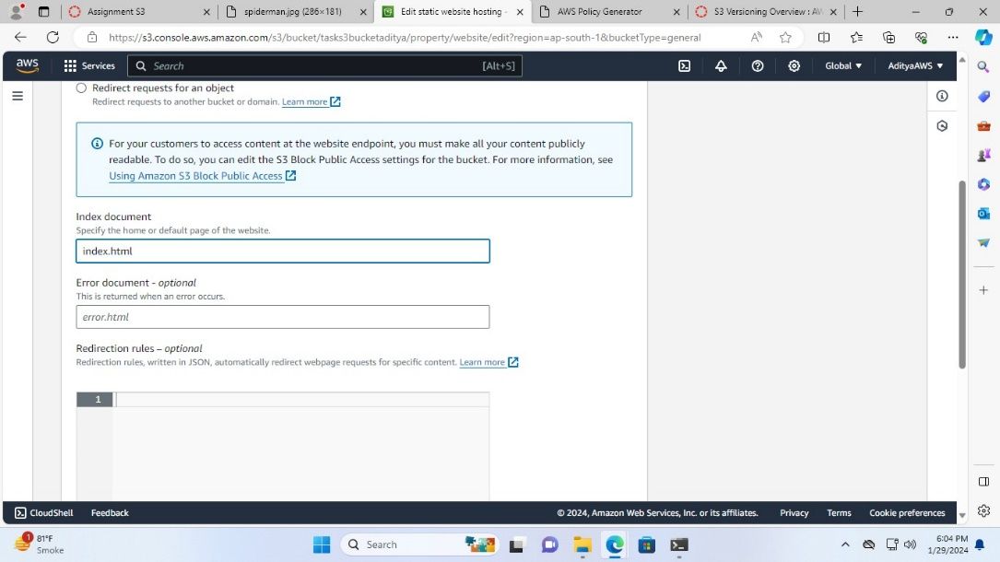 Assignment S3
spiderman.jpg (286×181)
Edit static website hosting -
AWS Policy Generator
S3 Versioning Overview : AW
https://s3.console.aws.amazon.com/s3/bucket/tasks3bucketaditya/property/website/edit?region=ap-south-1&bucketType=general
aws
Services
Search
[Alt+S]
Global
AdityaAWS
Redirect requests for an object
Redirect requests to another bucket or domain. Learn more
For your customers to access content at the website endpoint, you must make all your content publicly
readable. To do so, you can edit the S3 Block Public Access settings for the bucket. For more information, see
Using Amazon S3 Block Public Access
Index document
Specify the home or default page of the website.
index.html
Error document - optional
This is returned when an error occurs.
error.html
Redirection rules – optional
Redirection rules, written in JSON, automatically redirect webpage requests for specific content. Learn more
1
CloudShell
Feedback
© 2024, Amazon Web Services, Inc. or its affiliates.
Privacy
Terms
Cookie preferences
1
81°F
Smoke
Search
6:04 PM
1/29/2024